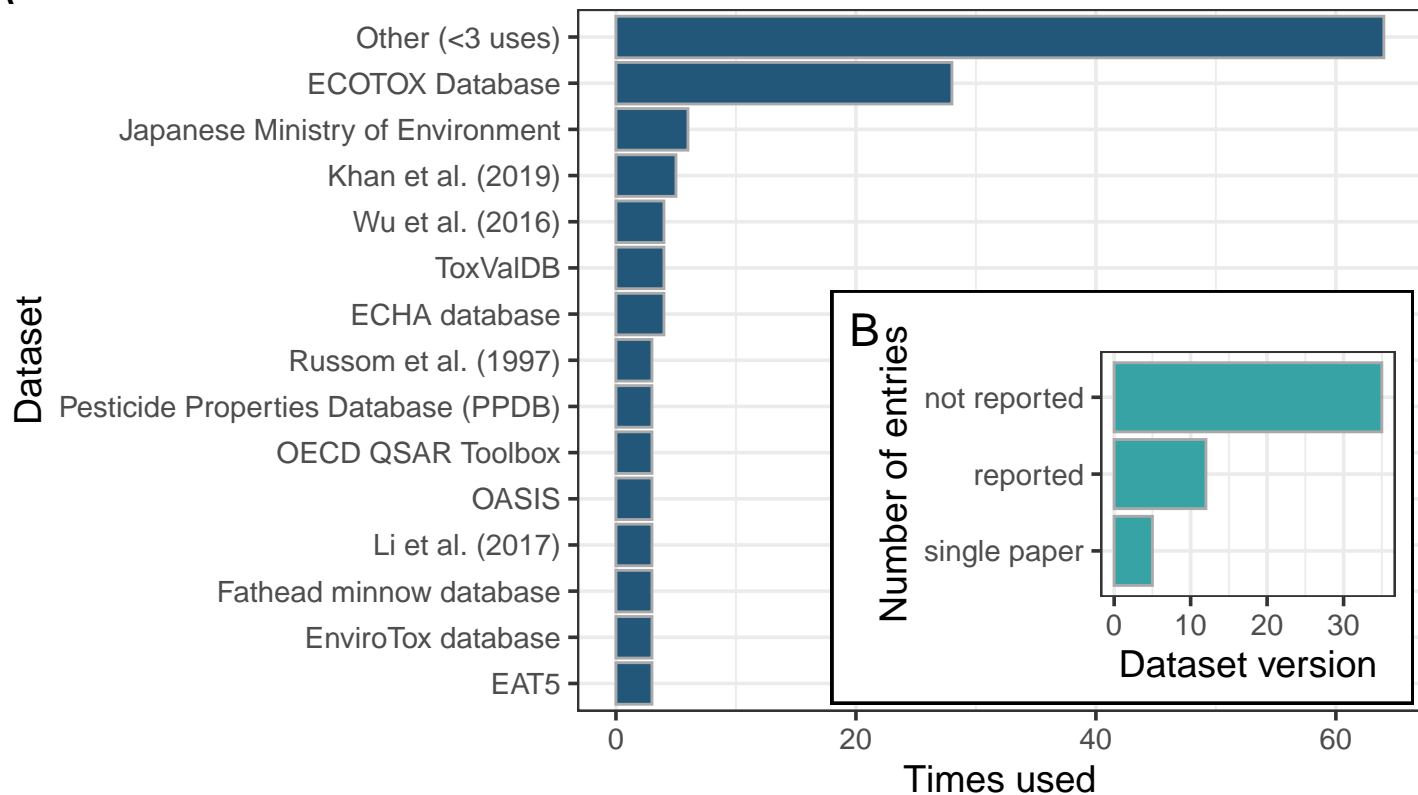 Other (<3 uses)
ECOTOX Database
Japanese Ministry of Environment
Khan et al. (2019)
Wu et al. (2016)
ToxValDB
ECHA database
Russom et al. (1997)
Pesticide Properties Database (PPDB)
OECD QSAR Toolbox
OASIS
Li et al. (2017)
Fathead minnow database
EnviroTox database
EAT5
Dataset
0 20 40 60
Times used
B
Number of entries
not reported
reported
single paper
0 10 20 30
Dataset version